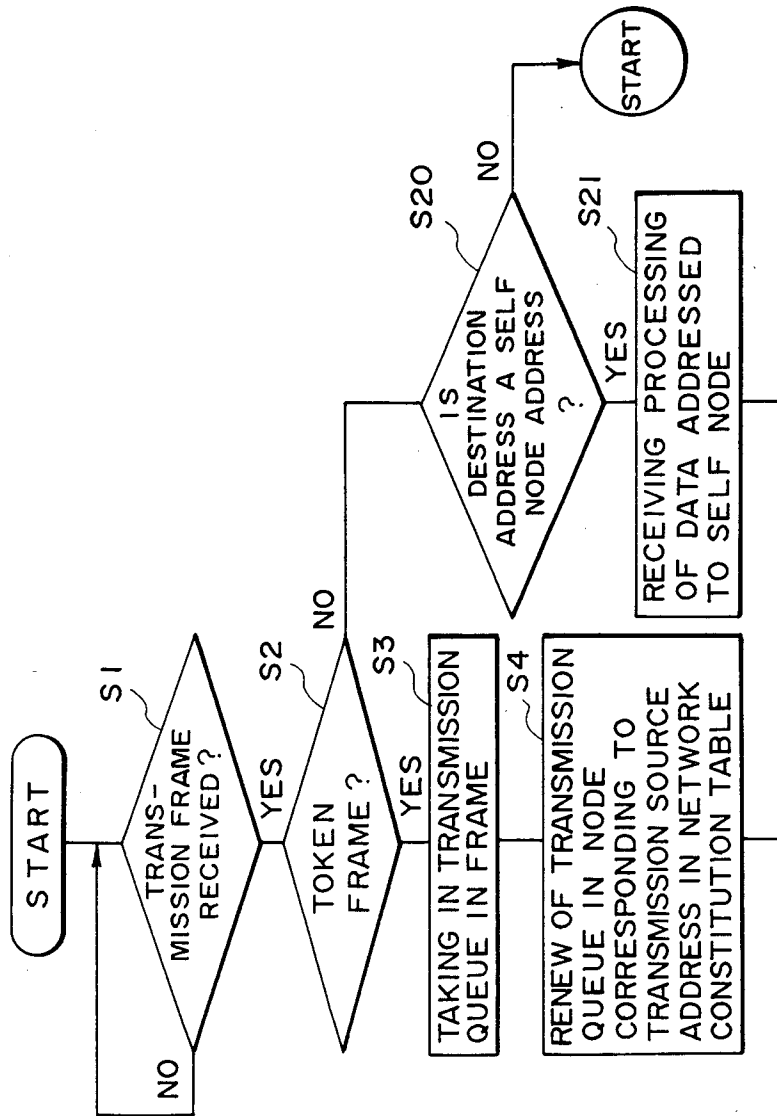 START
S1
TRANS-
MISSION FRAME
RECEIVED?
NO
YES
S2
TOKEN
FRAME?
NO
YES
S3
TAKING IN TRANSMISSION
QUEUE IN FRAME
S4
RENEW OF TRANSMISSION
QUEUE IN NODE
CORRESPONDING TO
TRANSMISSION SOURCE
ADDRESS IN NETWORK
CONSTITUTION TABLE
S20
IS
DESTINATION
ADDRESS A SELF
NODE ADDRESS
?
NO
START
YES
S21
RECEIVING PROCESSING
OF DATA ADDRESSED
TO SELF NODE